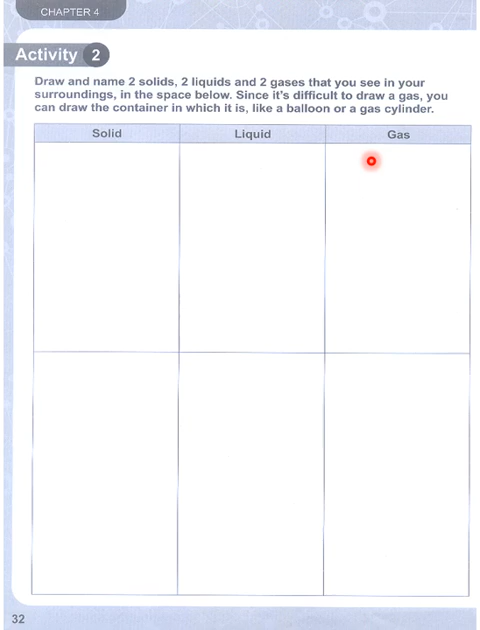 CHAPTER 4
Activity 2
Draw and name 2 solids, 2 liquids and 2 gases that you see in your
surroundings, in the space below. Since it's difficult to draw a gas, you
can draw the container in which it is, like a balloon or a gas cylinder.
Solid Liquid Gas
32